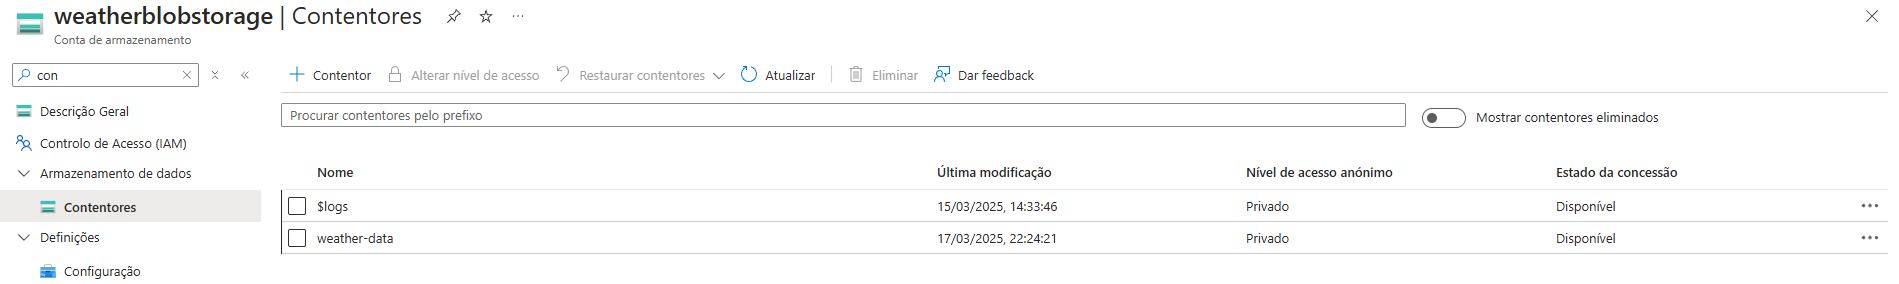 weatherblobstorage | Contentores
Conta de armazenamento
con
Contentor Alterar nível de acesso Restaurar contentores Atualizar Eliminar Dar feedback
Descrição Geral
Controlo de Acesso (IAM)
Armazenamento de dados
Contentores
Definições
Configuração
Procurar contentores pelo prefixo
Mostrar contentores eliminados
Nome Última modificação Nível de acesso anónimo Estado da concessão
$logs 15/03/2025, 14:33:46 Privado Disponível
weather-data 17/03/2025, 22:24:21 Privado Disponível